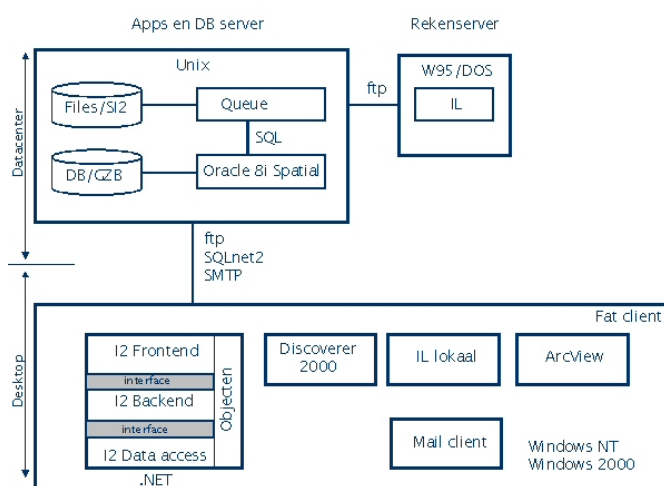 Apps en DB server
Rekenserver
Datacenter
Unix
Files/SI2
Queue
SQL
DB/GZB
Oracle 8i Spatial
ftp
W95/DOS
IL
ftp
SQLnet2
SMTP
Desktop
Fat client
I2 Frontend
interface
I2 Backend
interface
I2 Data access
Objecten
.NET
Discoverer
2000
IL lokaal
ArcView
Mail client
Windows NT
Windows 2000